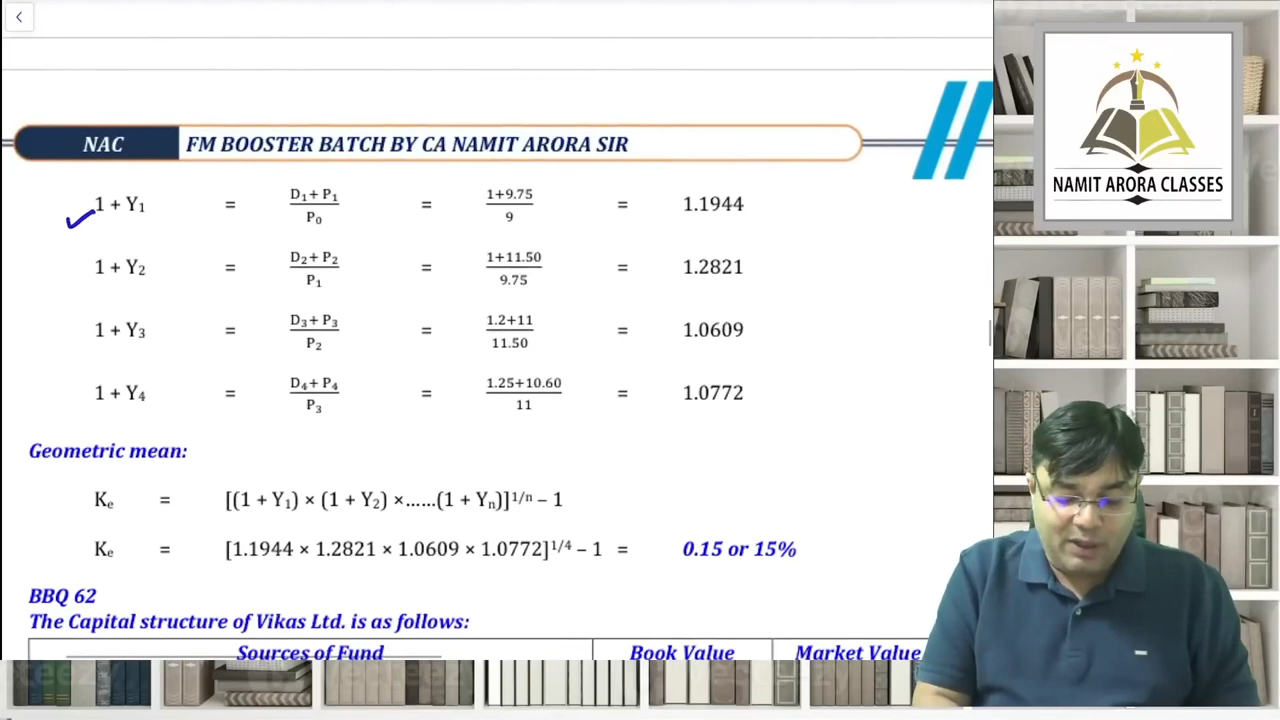 NAC FM BOOSTER BATCH BY CA NAMIT ARORA SIR
NAMIT ARORA CLASSES
1 + Y₁ = D₁+ P₁ / P₀ = 1+9.75 / 9 = 1.1944
1 + Y₂ = D₂+ P₂ / P₁ = 1+11.50 / 9.75 = 1.2821
1 + Y₃ = D₃+ P₃ / P₂ = 1.2+11 / 11.50 = 1.0609
1 + Y₄ = D₄+ P₄ / P₃ = 1.25+10.60 / 11 = 1.0772
Geometric mean:
Kₑ = [(1 + Y₁) × (1 + Y₂) ×......(1 + Yₙ)]¹/ⁿ – 1
Kₑ = [1.1944 × 1.2821 × 1.0609 × 1.0772]¹/⁴ – 1 = 0.15 or 15%
BBQ 62
The Capital structure of Vikas Ltd. is as follows:
Sources of Fund Book Value Market Value